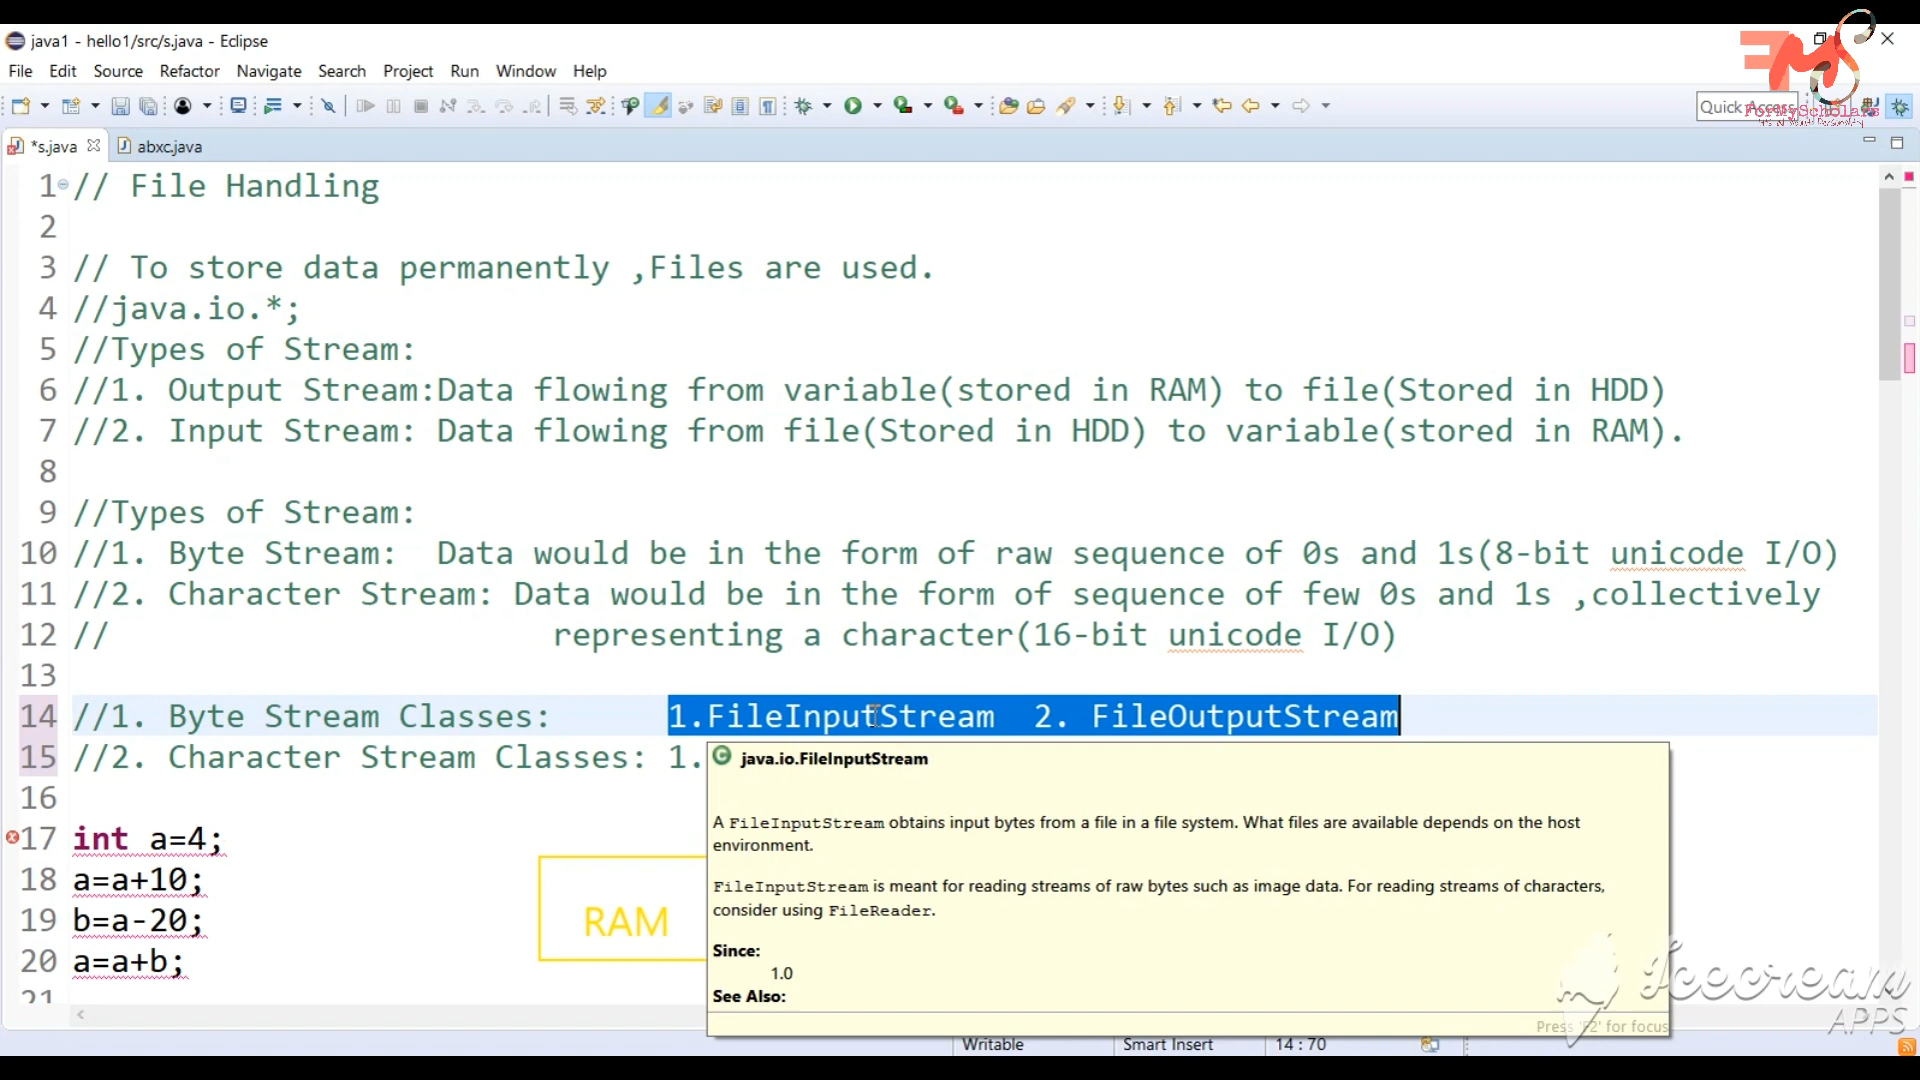 java1 - hello1/src/s.java - Eclipse
File Edit Source Refactor Navigate Search Project Run Window Help
Quick Access
ForMyScholars
*s.java abxc.java
1 // File Handling
2
3 // To store data permanently ,Files are used.
4 //java.io.*;
5 //Types of Stream:
6 //1. Output Stream:Data flowing from variable(stored in RAM) to file(Stored in HDD)
7 //2. Input Stream: Data flowing from file(Stored in HDD) to variable(stored in RAM).
8
9 //Types of Stream:
10 //1. Byte Stream:  Data would be in the form of raw sequence of 0s and 1s(8-bit unicode I/O)
11 //2. Character Stream: Data would be in the form of sequence of few 0s and 1s ,collectively
12 // representing a character(16-bit unicode I/O)
13
14 //1. Byte Stream Classes: 1.FileInputStream  2. FileOutputStream
15 //2. Character Stream Classes: 1.
java.io.FileInputStream
16
A FileInputStream obtains input bytes from a file in a file system. What files are available depends on the host
environment.
FileInputStream is meant for reading streams of raw bytes such as image data. For reading streams of characters,
consider using FileReader.
Since:
1.0
See Also:
Press 'F2' for focus
17 int a=4;
18 a=a+10;
19 b=a-20;
20 a=a+b;
21
RAM
Icecream
APPS
Writable Smart Insert 14 : 70